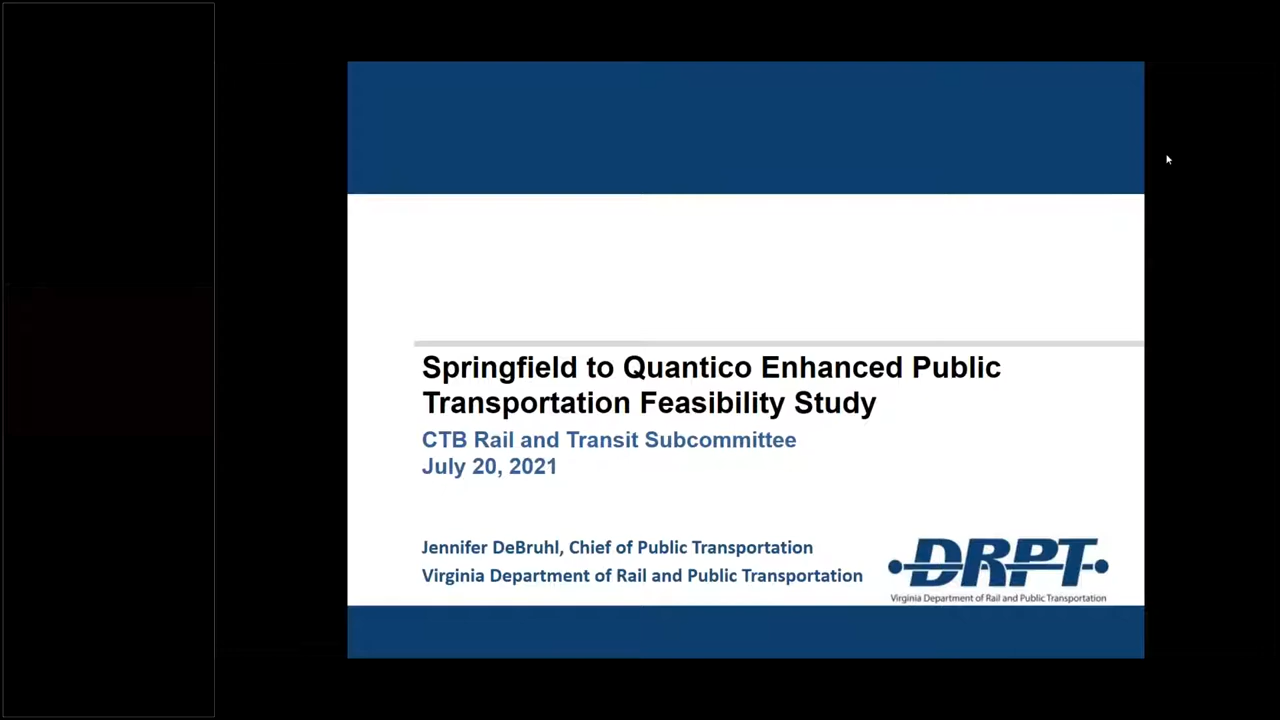 Springfield to Quantico Enhanced Public
Transportation Feasibility Study
CTB Rail and Transit Subcommittee
July 20, 2021
Jennifer DeBruhl, Chief of Public Transportation
Virginia Department of Rail and Public Transportation
DRPT
Virginia Department of Rail and Public Transportation